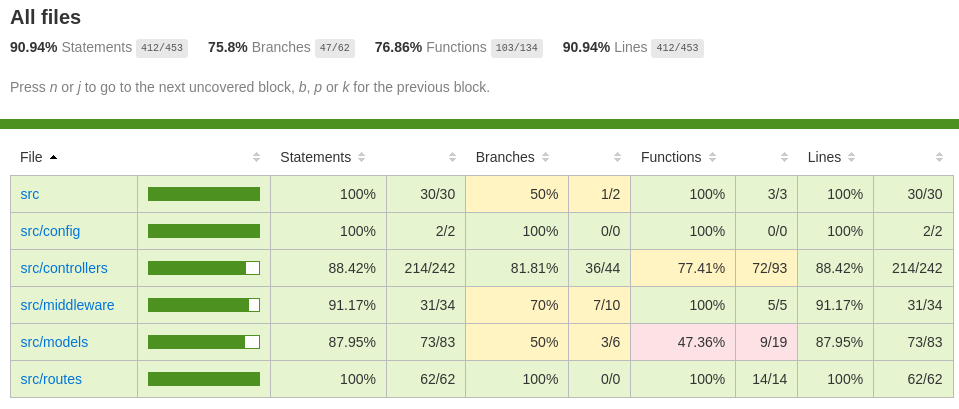 All files
90.94% Statements 412/453 75.8% Branches 47/62 76.86% Functions 103/134 90.94% Lines 412/453
Press n or j to go to the next uncovered block, b, p or k for the previous block.
File Statements Branches Functions Lines
src 100% 30/30 50% 1/2 100% 3/3 100% 30/30
src/config 100% 2/2 100% 0/0 100% 0/0 100% 2/2
src/controllers 88.42% 214/242 81.81% 36/44 77.41% 72/93 88.42% 214/242
src/middleware 91.17% 31/34 70% 7/10 100% 5/5 91.17% 31/34
src/models 87.95% 73/83 50% 3/6 47.36% 9/19 87.95% 73/83
src/routes 100% 62/62 100% 0/0 100% 14/14 100% 62/62